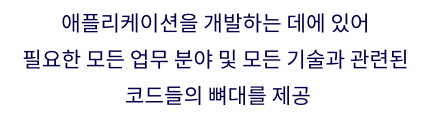 애플리케이션을 개발하는 데에 있어
필요한 모든 업무 분야 및 모든 기술과 관련된
코드들의 뼈대를 제공